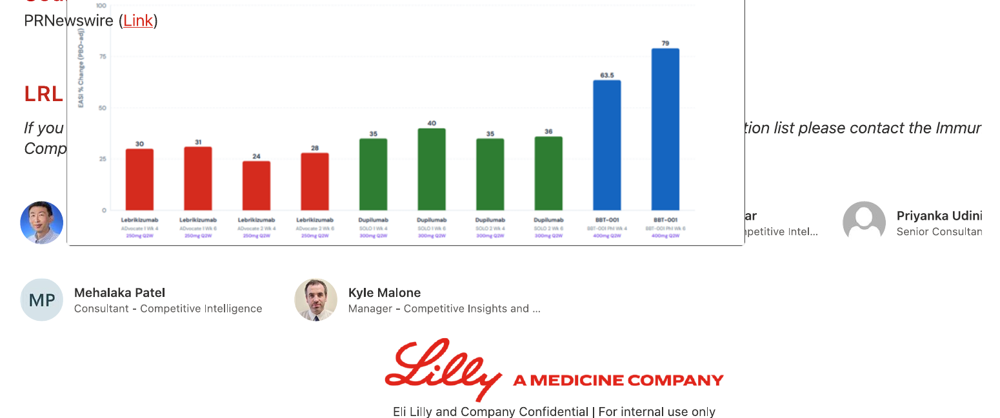 100
PRNewswire (Link)
EASI % Change (PBO-adj)
75
50
25
0
30
31
24
28
35
40
35
36
63.5
79
Lebrikizumab
ADvocate 1 Wk 4
250mg Q2W
Lebrikizumab
ADvocate 1 Wk 6
250mg Q2W
Lebrikizumab
ADvocate 2 Wk 4
250mg Q2W
Lebrikizumab
ADvocate 2 Wk 6
250mg Q2W
Dupilumab
SOLO 1 Wk 4
300mg Q2W
Dupilumab
SOLO 1 Wk 6
300mg Q2W
Dupilumab
SOLO 2 Wk 4
300mg Q2W
Dupilumab
SOLO 2 Wk 6
300mg Q2W
BBT-001
BBT-001 Ph1 Wk 4
400mg Q2W
BBT-001
BBT-001 Ph1 Wk 6
400mg Q2W
LRL
If you
tion list please contact the Immur
Comp
ar
npetitive Intel...
Priyanka Udini
Senior Consultan
MP
Mehalaka Patel
Consultant - Competitive Intelligence
Kyle Malone
Manager - Competitive Insights and ...
Lilly A MEDICINE COMPANY
Eli Lilly and Company Confidential | For internal use only